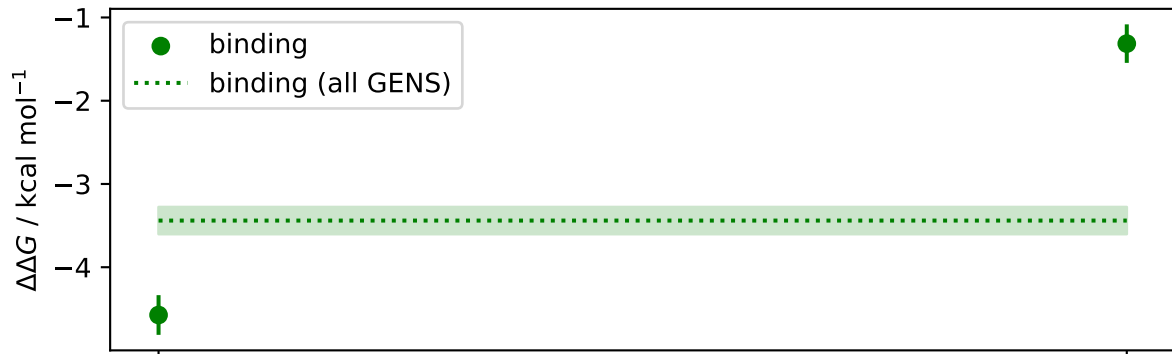 −1
−2
−3
−4
ΔΔG / kcal mol⁻¹
binding
binding (all GENS)